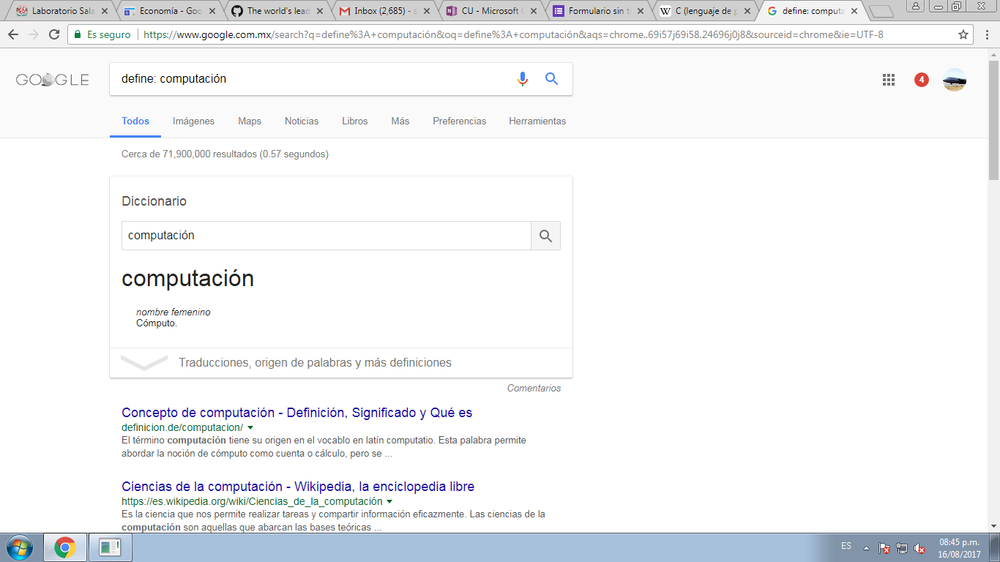 Laboratorio Sala
Economía - Goo
The world's lead
Inbox (2,685) - s
CU - Microsoft O
Formulario sin t
C (lenguaje de p
define: computa
Es seguro
https://www.google.com.mx/search?q=define%3A+computación&oq=define%3A+computación&aqs=chrome..69i57j69i58.24696j0j8&sourceid=chrome&ie=UTF-8
GOOGLE
define: computación
4
Todos Imágenes Maps Noticias Libros Más Preferencias Herramientas
Cerca de 71,900,000 resultados (0.57 segundos)
Diccionario
computación
computación
nombre femenino
Cómputo.
Traducciones, origen de palabras y más definiciones
Comentarios
Concepto de computación - Definición, Significado y Qué es
definicion.de/computacion/
El término computación tiene su origen en el vocablo en latín computatio. Esta palabra permite
abordar la noción de cómputo como cuenta o cálculo, pero se ...
Ciencias de la computación - Wikipedia, la enciclopedia libre
https://es.wikipedia.org/wiki/Ciencias_de_la_computación
Es la ciencia que nos permite realizar tareas y compartir información eficazmente. Las ciencias de la
computación son aquellas que abarcan las bases teóricas ...
ES
08:45 p.m.
16/08/2017